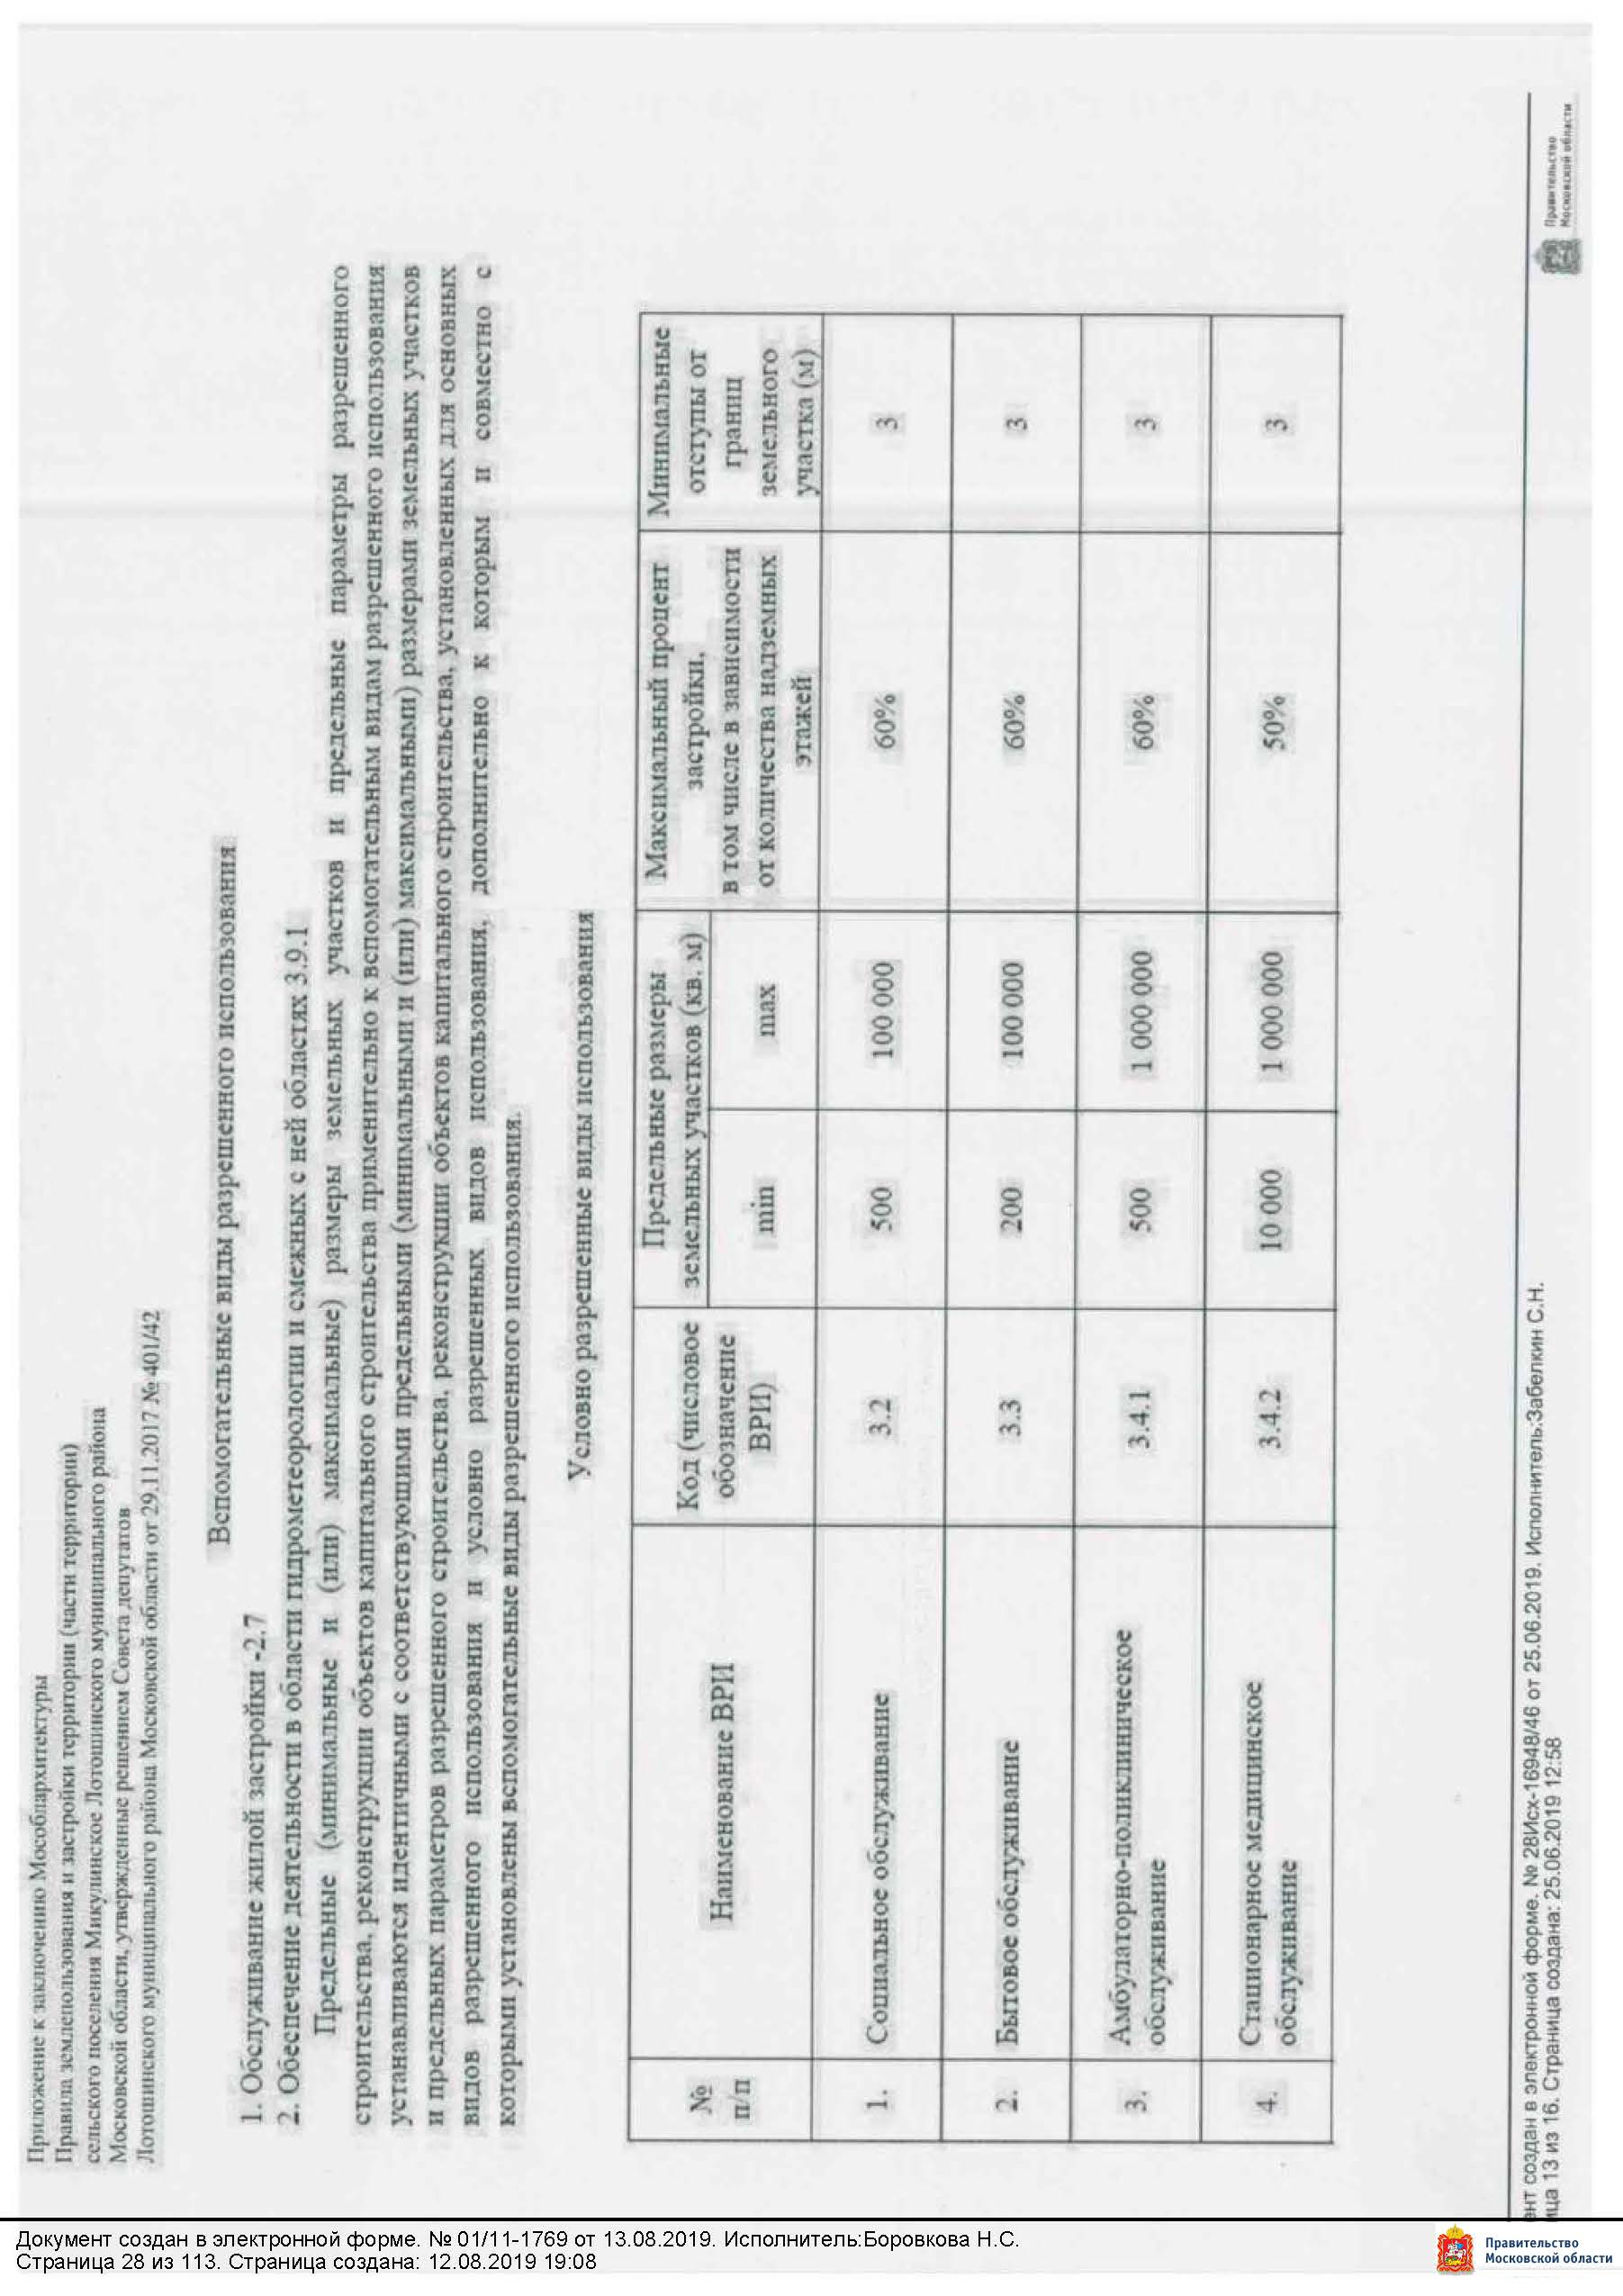 Приложение к заключению Мособлархитектуры
Правила землепользования и застройки территории (части территории)
сельского поселения Микулинское Лотошинского муниципального района
Московской области, утвержденные решением Совета депутатов
Лотошинского муниципального района Московской области от 29.11.2017 № 401/42
Вспомогательные виды разрешенного использования
1. Обслуживание жилой застройки -2.7
2. Обеспечение деятельности в области гидрометеорологии и смежных с ней областях 3.9.1
Предельные (минимальные и (или) максимальные) размеры земельных участков и предельные параметры разрешенного
строительства, реконструкции объектов капитального строительства применительно к вспомогательным видам разрешенного использования
устанавливаются идентичными с соответствующими предельными (минимальными и (или) максимальными) размерами земельных участков
и предельных параметров разрешенного строительства, реконструкции объектов капитального строительства, установленных для основных
видов разрешенного использования и условно разрешенных видов использования, дополнительно к которым и совместно с
которыми установлены вспомогательные виды разрешенного использования.
Условно разрешенные виды использования
№
п/п
Наименование ВРИ
Код (числовое
обозначение
ВРИ)
Предельные размеры
земельных участков (кв. м)
min
max
Максимальный процент
застройки,
в том числе в зависимости
от количества надземных
этажей
Минимальные
отступы от
границ
земельного
участка (м)
1. Социальное обслуживание 3.2 500 100 000 60% 3
2. Бытовое обслуживание 3.3 200 100 000 60% 3
3. Амбулаторно-поликлиническое
обслуживание 3.4.1 500 1 000 000 60% 3
4. Стационарное медицинское
обслуживание 3.4.2 10 000 1 000 000 50% 3
ент создан в электронной форме. № 28Исх-16948/46 от 25.06.2019. Исполнитель:Забелкин С.Н.
ица 13 из 16. Страница создана: 25.06.2019 12:58
Правительство
Московской области
Документ создан в электронной форме. № 01/11-1769 от 13.08.2019. Исполнитель:Боровкова Н.С.
Страница 28 из 113. Страница создана: 12.08.2019 19:08
Правительство
Московской области